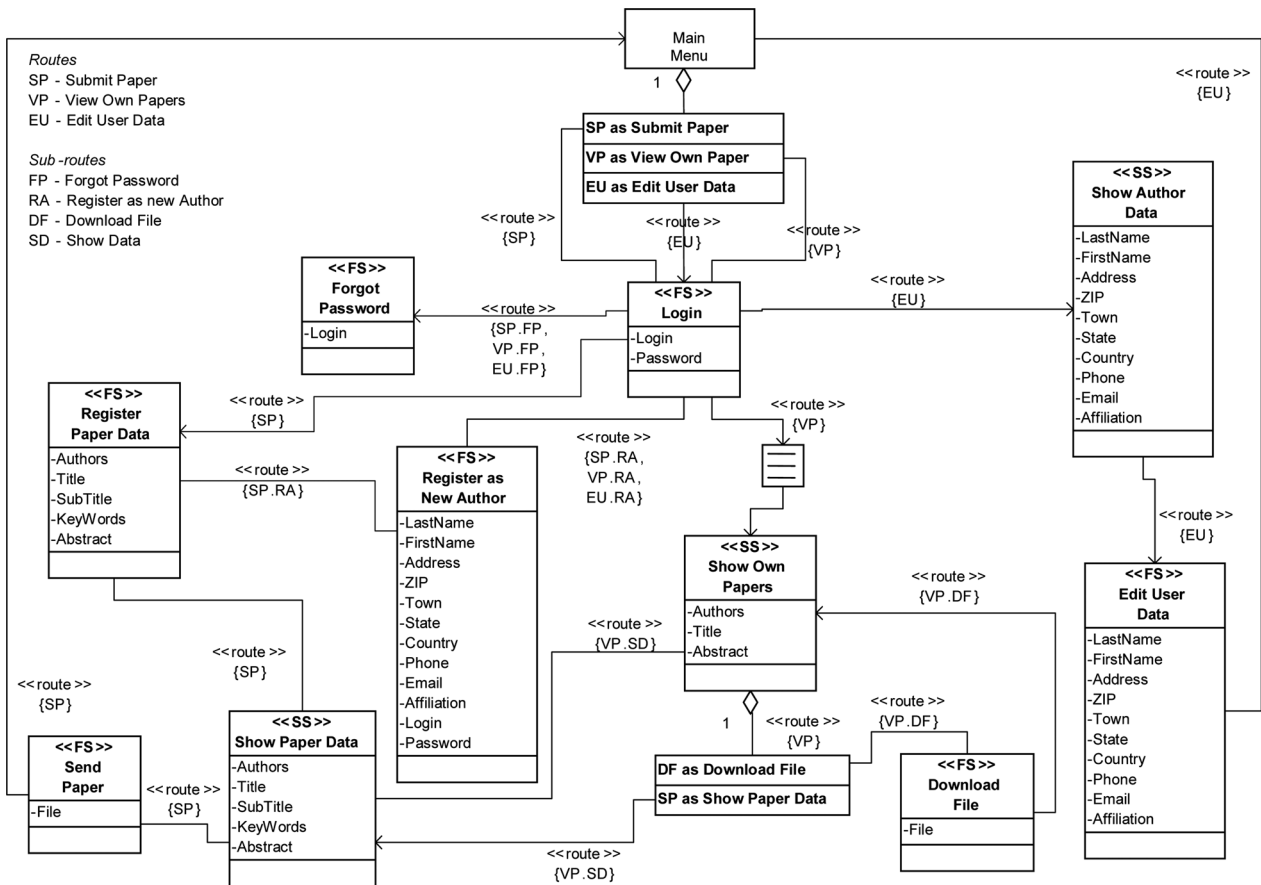 Routes
SP - Submit Paper
VP - View Own Papers
EU - Edit User Data
Sub-routes
FP - Forgot Password
RA - Register as new Author
DF - Download File
SD - Show Data
Main
Menu
1
<<route >>
{EU}
SP as Submit Paper
VP as View Own Paper
EU as Edit User Data
<<route >>
{SP}
<<route >>
{EU}
<<route >>
{VP}
<<SS>>
Show Author
Data
-LastName
-FirstName
-Address
-ZIP
-Town
-State
-Country
-Phone
-Email
-Affiliation
<<FS>>
Forgot
Password
-Login
<<route >>
{SP.FP,
VP.FP,
EU.FP}
<<FS>>
Login
-Login
-Password
<<route >>
{EU}
<<FS>>
Register
Paper Data
-Authors
-Title
-SubTitle
-KeyWords
-Abstract
<<route >>
{SP}
<<route >>
{SP.RA}
<<FS>>
Register as
New Author
-LastName
-FirstName
-Address
-ZIP
-Town
-State
-Country
-Phone
-Email
-Affiliation
-Login
-Password
<<route >>
{SP.RA,
VP.RA,
EU.RA}
<<route >>
{VP}
<<SS>>
Show Own
Papers
-Authors
-Title
-Abstract
<<route >>
{VP.DF}
<<route >>
{EU}
<<FS>>
Edit User
Data
-LastName
-FirstName
-Address
-ZIP
-Town
-State
-Country
-Phone
-Email
-Affiliation
<<route >>
{VP.SD}
<<route >>
{SP}
<<route >>
{SP}
<<SS>>
Show Paper Data
-Authors
-Title
-SubTitle
-KeyWords
-Abstract
<<FS>>
Send
Paper
-File
<<route >>
{SP}
1
<<route >>
{VP}
<<route >>
{VP.DF}
DF as Download File
SP as Show Paper Data
<<FS>>
Download
File
-File
<<route >>
{VP.SD}